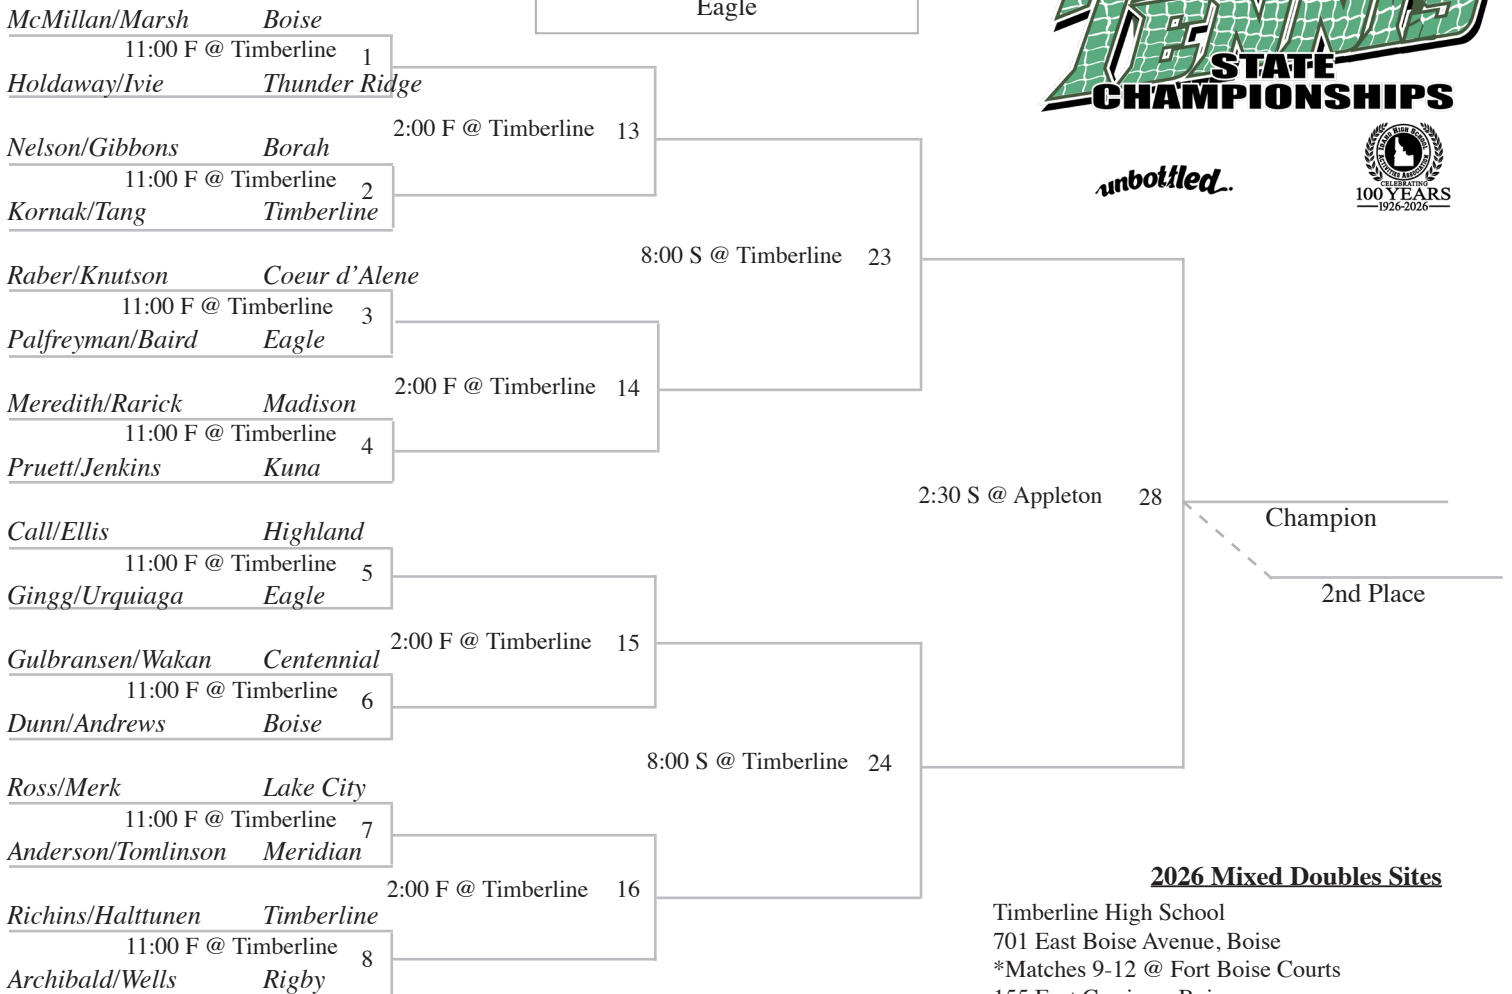 Eagle
TENNIS
STATE
CHAMPIONSHIPS
unbottled.
IDAHO HIGH SCHOOL
ACTIVITIES ASSOCIATION
CELEBRATING
100 YEARS
1926-2026
McMillan/Marsh Boise
11:00 F @ Timberline 1
Holdaway/Ivie Thunder Ridge
2:00 F @ Timberline 13
Nelson/Gibbons Borah
11:00 F @ Timberline 2
Kornak/Tang Timberline
8:00 S @ Timberline 23
Raber/Knutson Coeur d’Alene
11:00 F @ Timberline 3
Palfreyman/Baird Eagle
2:00 F @ Timberline 14
Meredith/Rarick Madison
11:00 F @ Timberline 4
Pruett/Jenkins Kuna
2:30 S @ Appleton 28
Champion
2nd Place
Call/Ellis Highland
11:00 F @ Timberline 5
Gingg/Urquiaga Eagle
2:00 F @ Timberline 15
Gulbransen/Wakan Centennial
11:00 F @ Timberline 6
Dunn/Andrews Boise
8:00 S @ Timberline 24
Ross/Merk Lake City
11:00 F @ Timberline 7
Anderson/Tomlinson Meridian
2:00 F @ Timberline 16
Richins/Halttunen Timberline
11:00 F @ Timberline 8
Archibald/Wells Rigby
2026 Mixed Doubles Sites
Timberline High School
701 East Boise Avenue, Boise
*Matches 9-12 @ Fort Boise Courts